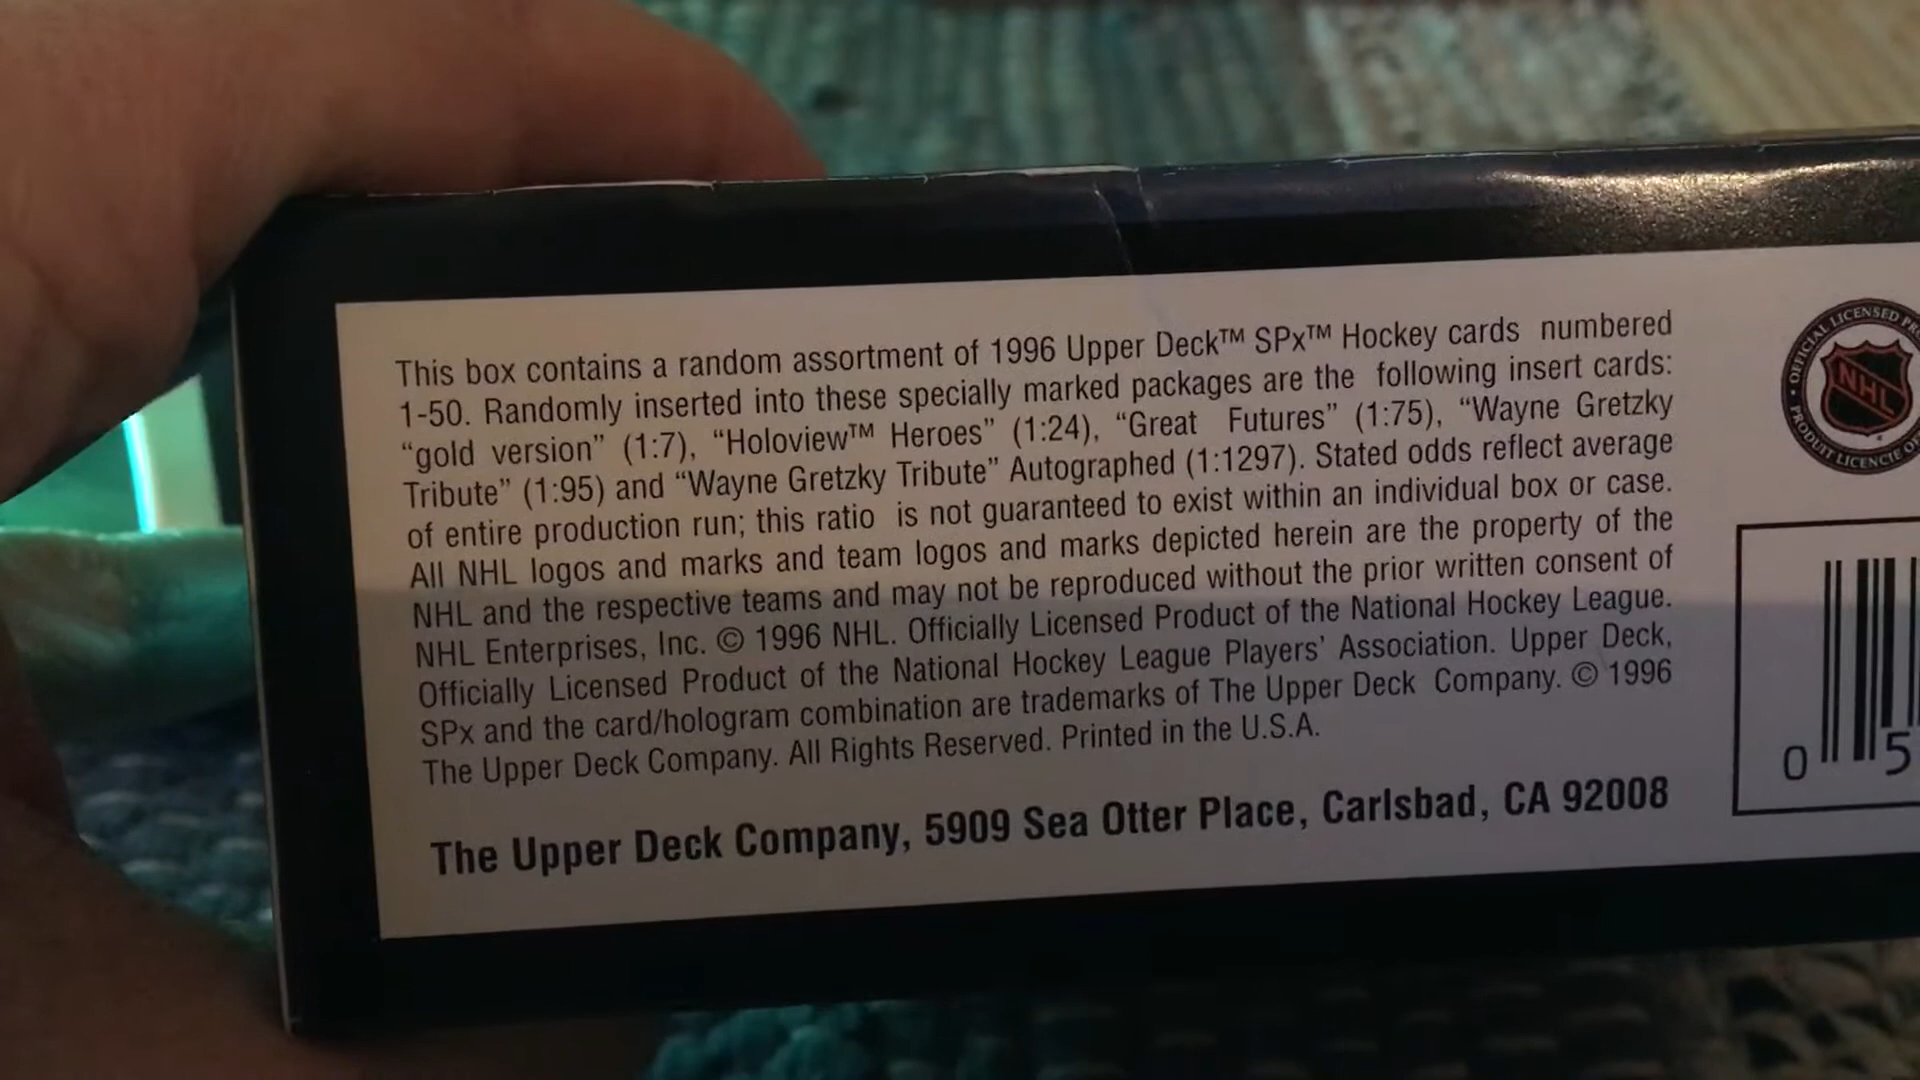 This box contains a random assortment of 1996 Upper Deck™ SPx™ Hockey cards numbered
1-50. Randomly inserted into these specially marked packages are the following insert cards:
“gold version” (1:7), “Holoview™ Heroes” (1:24), “Great Futures” (1:75), “Wayne Gretzky
Tribute” (1:95) and “Wayne Gretzky Tribute” Autographed (1:1297). Stated odds reflect average
of entire production run; this ratio is not guaranteed to exist within an individual box or case.
All NHL logos and marks and team logos and marks depicted herein are the property of the
NHL and the respective teams and may not be reproduced without the prior written consent of
NHL Enterprises, Inc. © 1996 NHL. Officially Licensed Product of the National Hockey League.
Officially Licensed Product of the National Hockey League Players’ Association. Upper Deck,
SPx and the card/hologram combination are trademarks of The Upper Deck Company. © 1996
The Upper Deck Company. All Rights Reserved. Printed in the U.S.A.
The Upper Deck Company, 5909 Sea Otter Place, Carlsbad, CA 92008
OFFICIAL LICENSED
NHL
PRODUIT LICENCIE
0 5